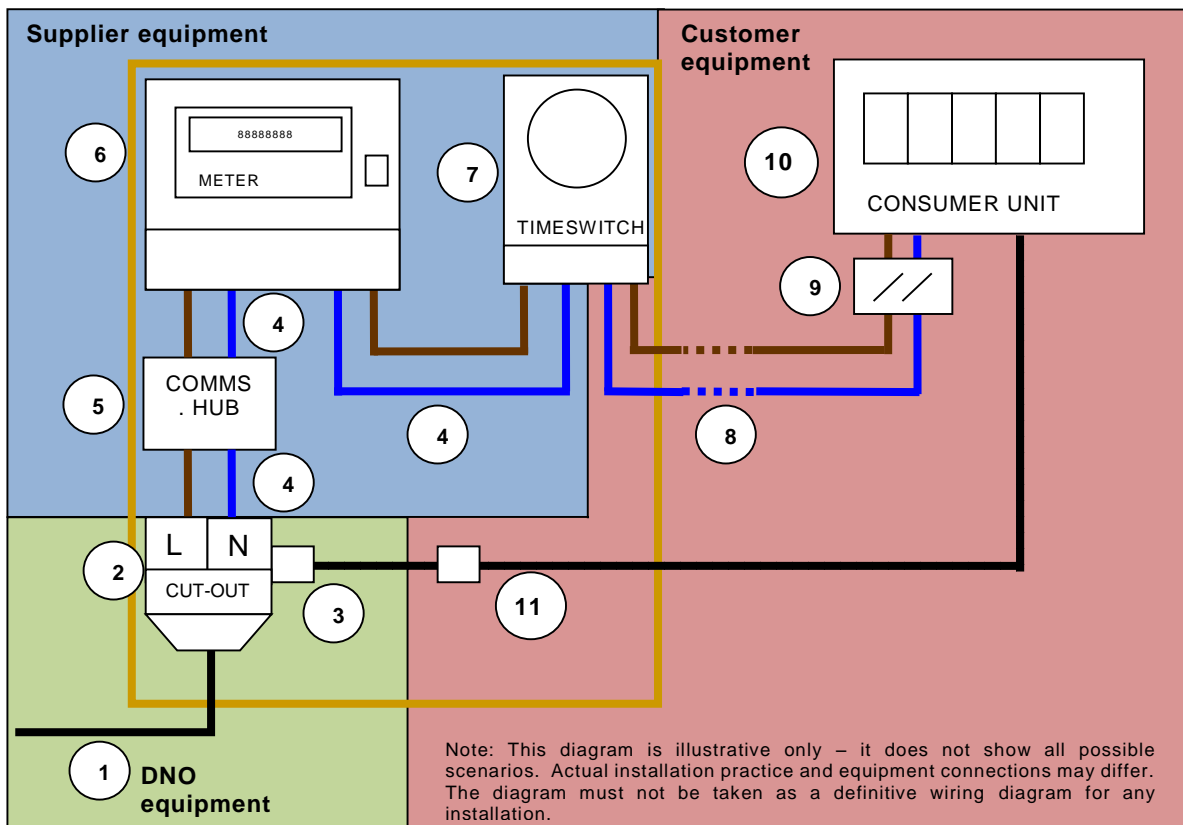 Supplier equipment
Customer
equipment
88888888
METER
6
7
TIMESWITCH
10
CONSUMER UNIT
9
4
COMMS
. HUB
5
4
8
4
L N
2
CUT-OUT
3
11
1
DNO
equipment
Note: This diagram is illustrative only – it does not show all possible
scenarios. Actual installation practice and equipment connections may differ.
The diagram must not be taken as a definitive wiring diagram for any
installation.